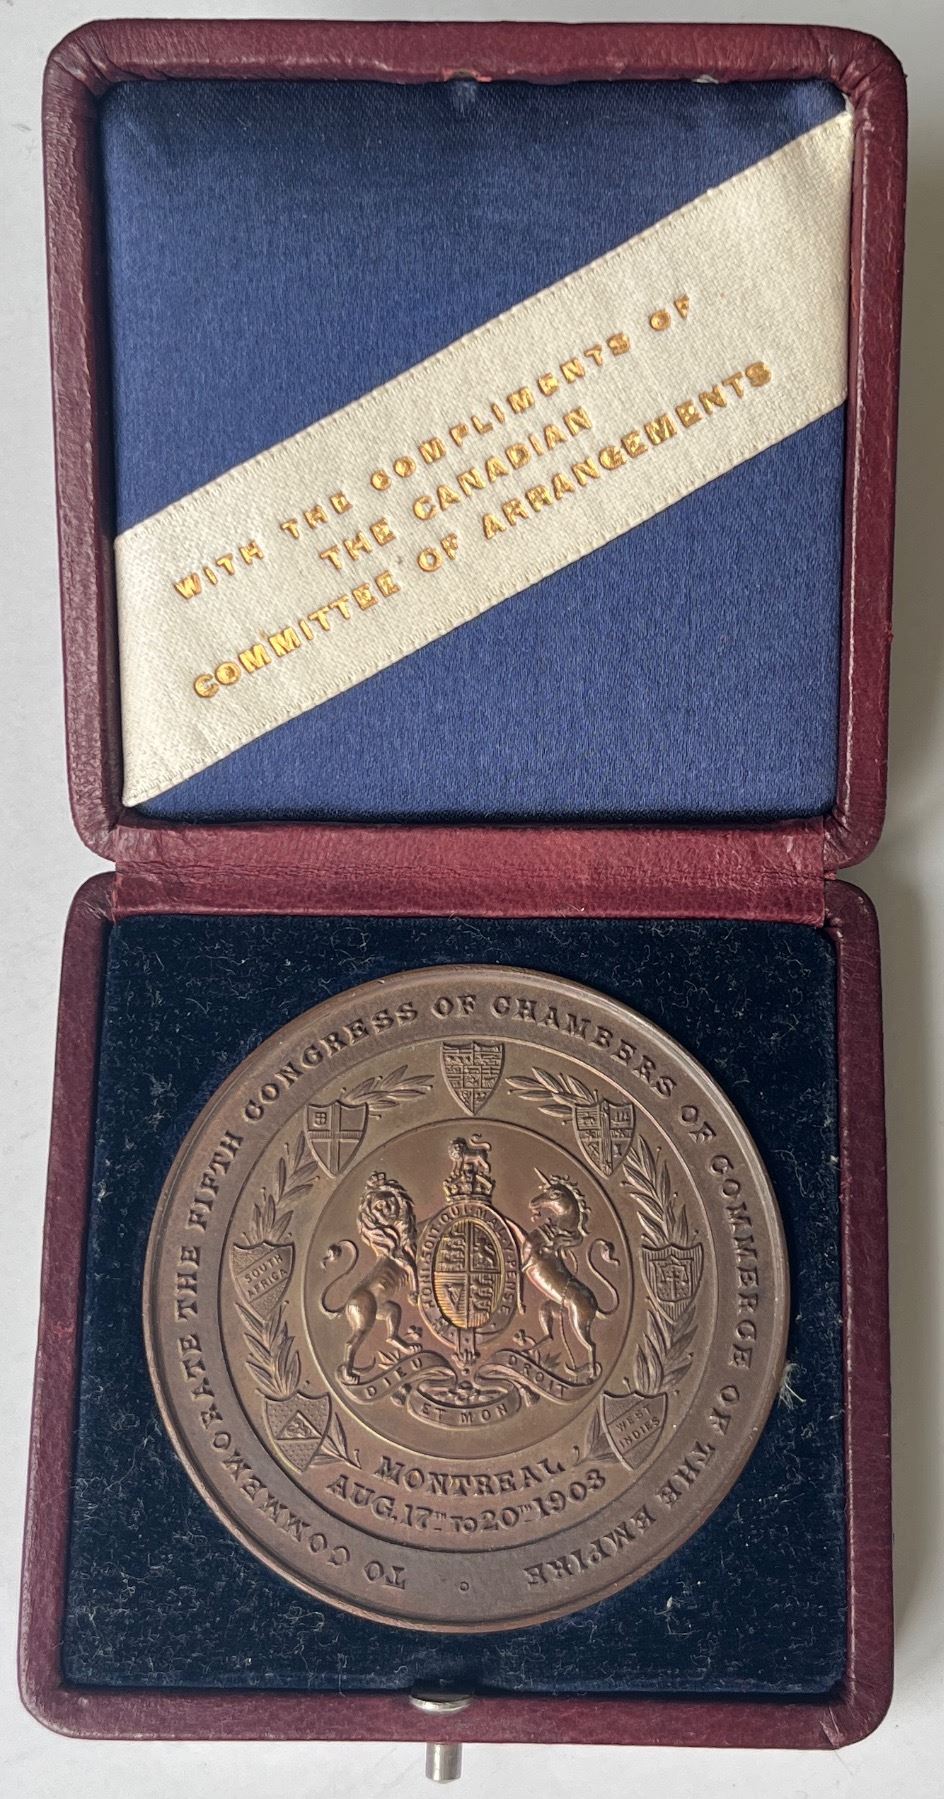 WITH THE COMPLIMENTS OF
THE CANADIAN
COMMITTEE OF ARRANGEMENTS
TO COMMEMORATE THE FIFTH CONGRESS OF CHAMBERS OF COMMERCE OF THE EMPIRE
SOUTH
AFRICA
WEST
INDIES
HONI·SOIT·QUI·MAL·Y·PENSE
DIEU
ET MON
DROIT
MONTREAL,
AUG. 17TH TO 20TH 1903